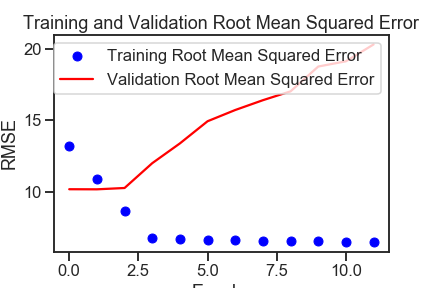 Training and Validation Root Mean Squared Error
20
Training Root Mean Squared Error
Validation Root Mean Squared Error
15
RMSE
10
0.0 2.5 5.0 7.5 10.0